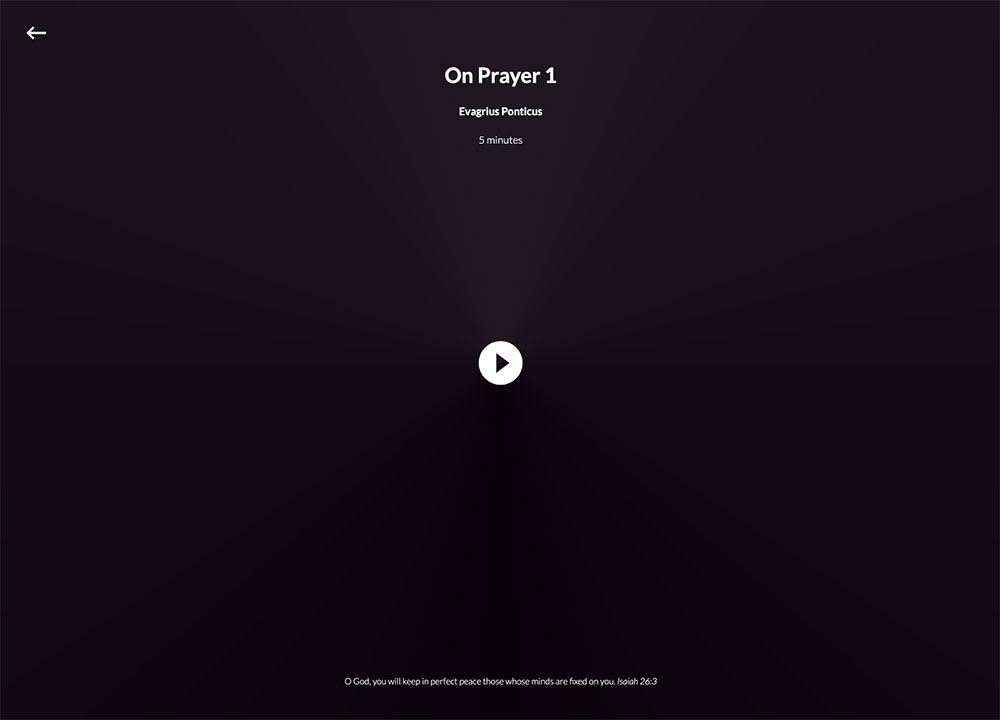 On Prayer 1
Evagrius Ponticus
5 minutes
O God, you will keep in perfect peace those whose minds are fixed on you. Isaiah 26:3